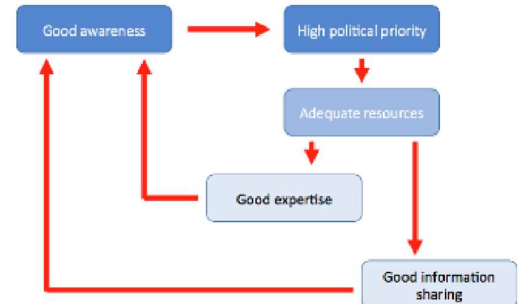 Good awareness
High political priority
Adequate resources
Good expertise
Good information
sharing